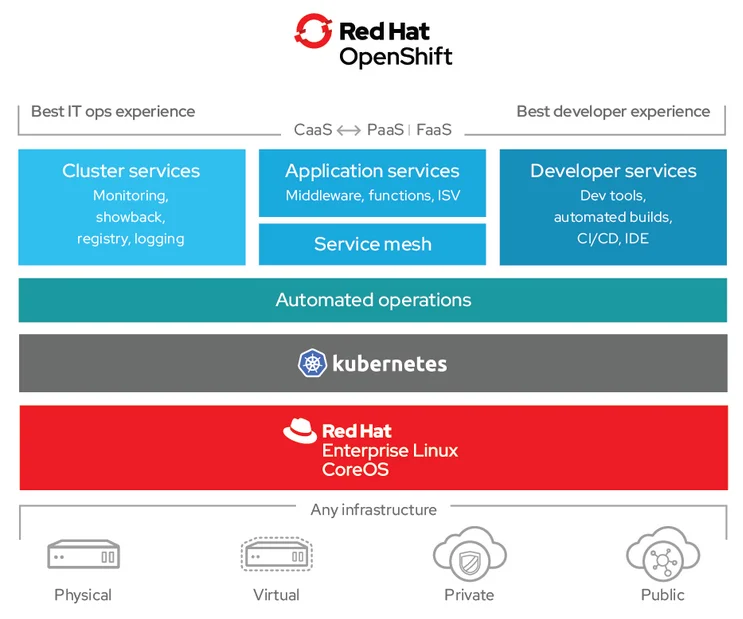 Red Hat
OpenShift
Best IT ops experience
Best developer experience
CaaS ↔ PaaS | FaaS
Cluster services
Monitoring,
showback,
registry, logging
Application services
Middleware, functions, ISV
Service mesh
Developer services
Dev tools,
automated builds,
CI/CD, IDE
Automated operations
kubernetes
Red Hat
Enterprise Linux
CoreOS
Any infrastructure
Physical
Virtual
Private
Public